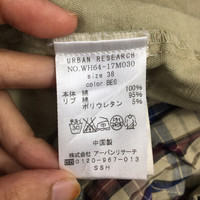 URBAN RESEARCH
NO.WH64-17M030
size 38
color.BEG
本体 綿 100%
リブ 綿 95%
ポリウレタン 5%
中国製
株式会社アーバンリサーチ
0120-967-013
SSH